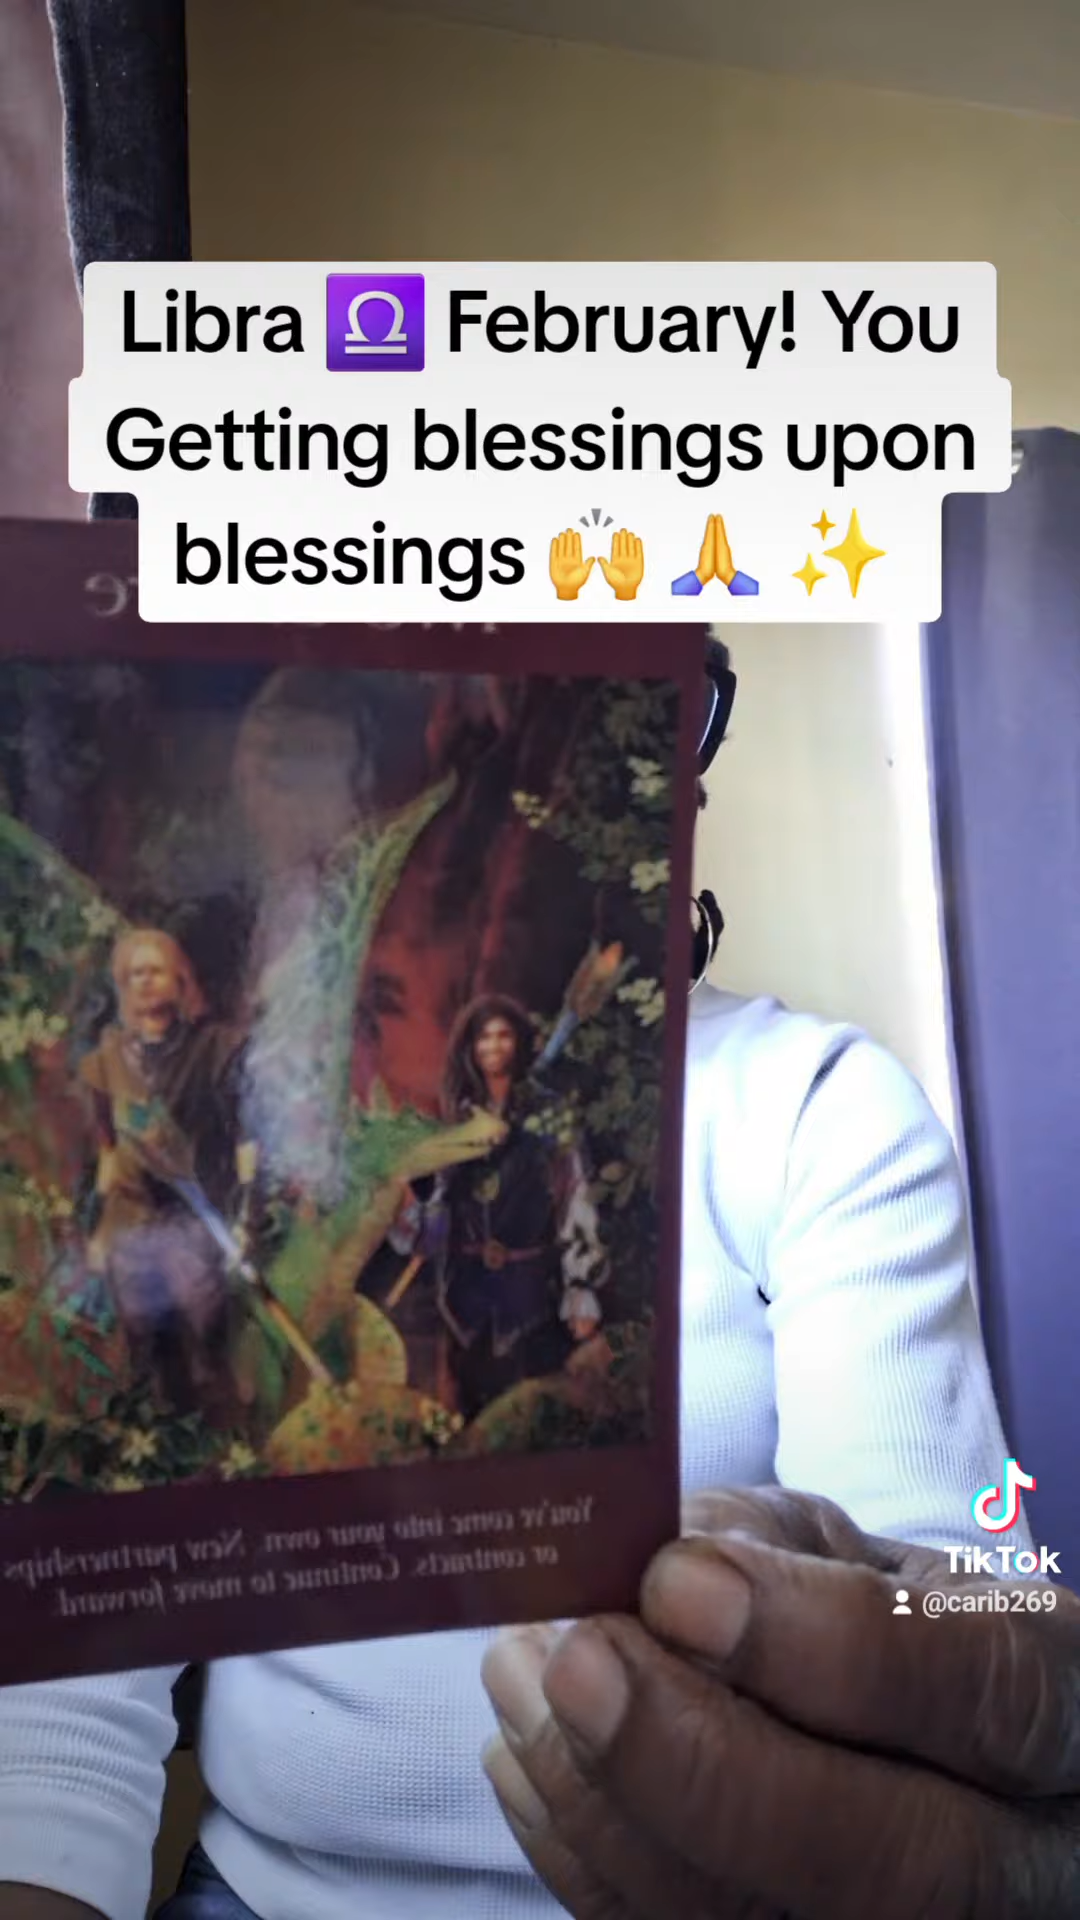 Libra ♎ February! You
Getting blessings upon
blessings 🙌 🙏 ✨
You've come into your own. New partnerships
or contracts. Continue to move forward.
TikTok
@carib269